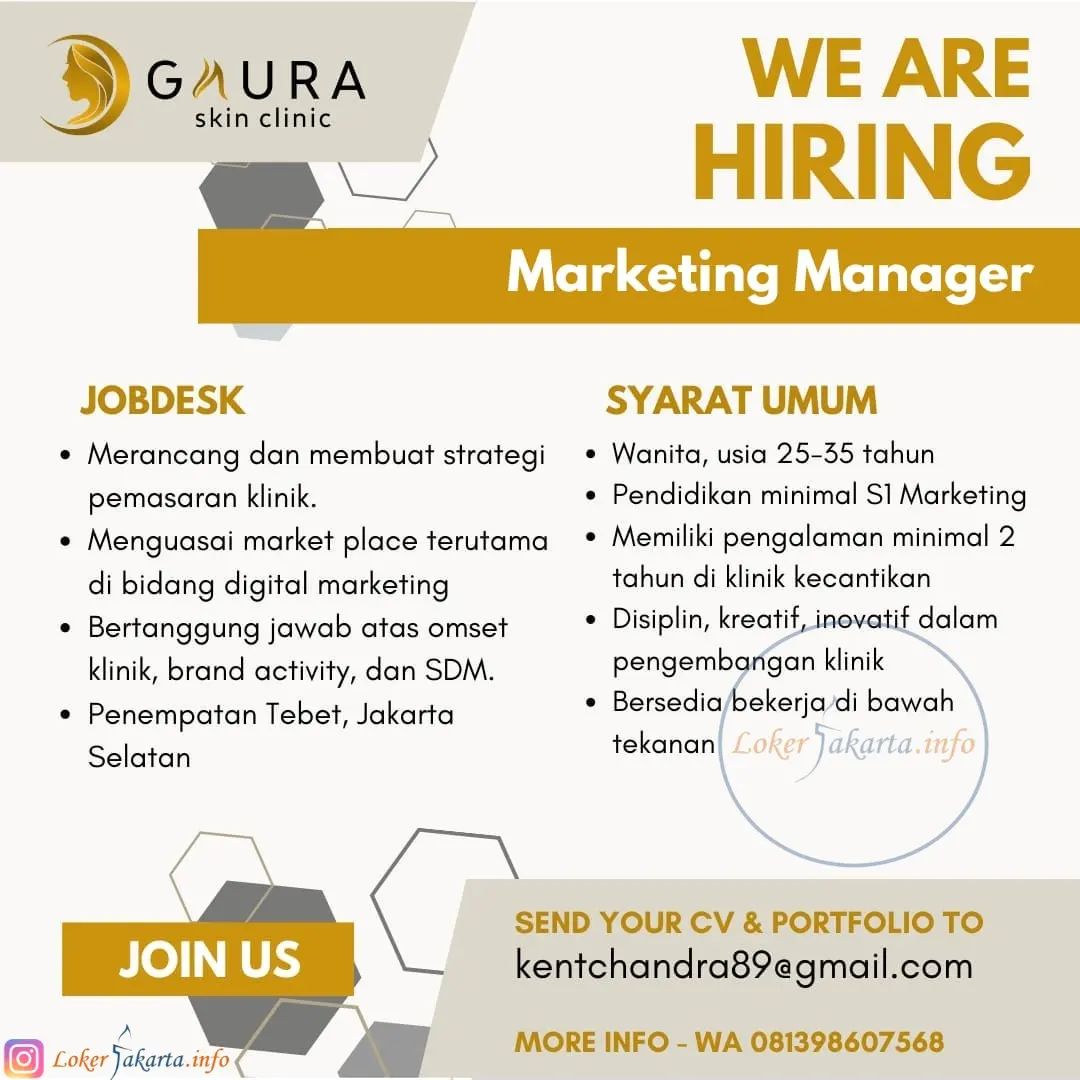 GAURA
skin clinic
WE ARE
HIRING
Marketing Manager
JOBDESK
• Merancang dan membuat strategi
pemasaran klinik.
• Menguasai market place terutama
di bidang digital marketing
• Bertanggung jawab atas omset
klinik, brand activity, dan SDM.
• Penempatan Tebet, Jakarta
Selatan
SYARAT UMUM
• Wanita, usia 25-35 tahun
• Pendidikan minimal S1 Marketing
• Memiliki pengalaman minimal 2
tahun di klinik kecantikan
• Disiplin, kreatif, inovatif dalam
pengembangan klinik
• Bersedia bekerja di bawah
tekanan
Loker Jakarta.info
JOIN US
SEND YOUR CV & PORTFOLIO TO
kentchandra89@gmail.com
MORE INFO - WA 081398607568
Loker Jakarta.info